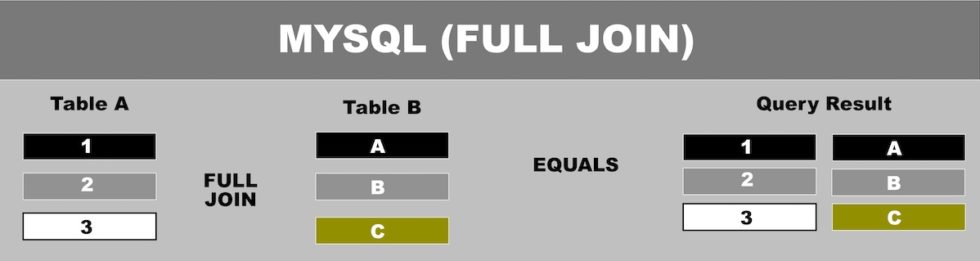 MYSQL (FULL JOIN)
Table A
1
2
3
FULL
JOIN
Table B
A
B
C
EQUALS
Query Result
1 A
2 B
3 C